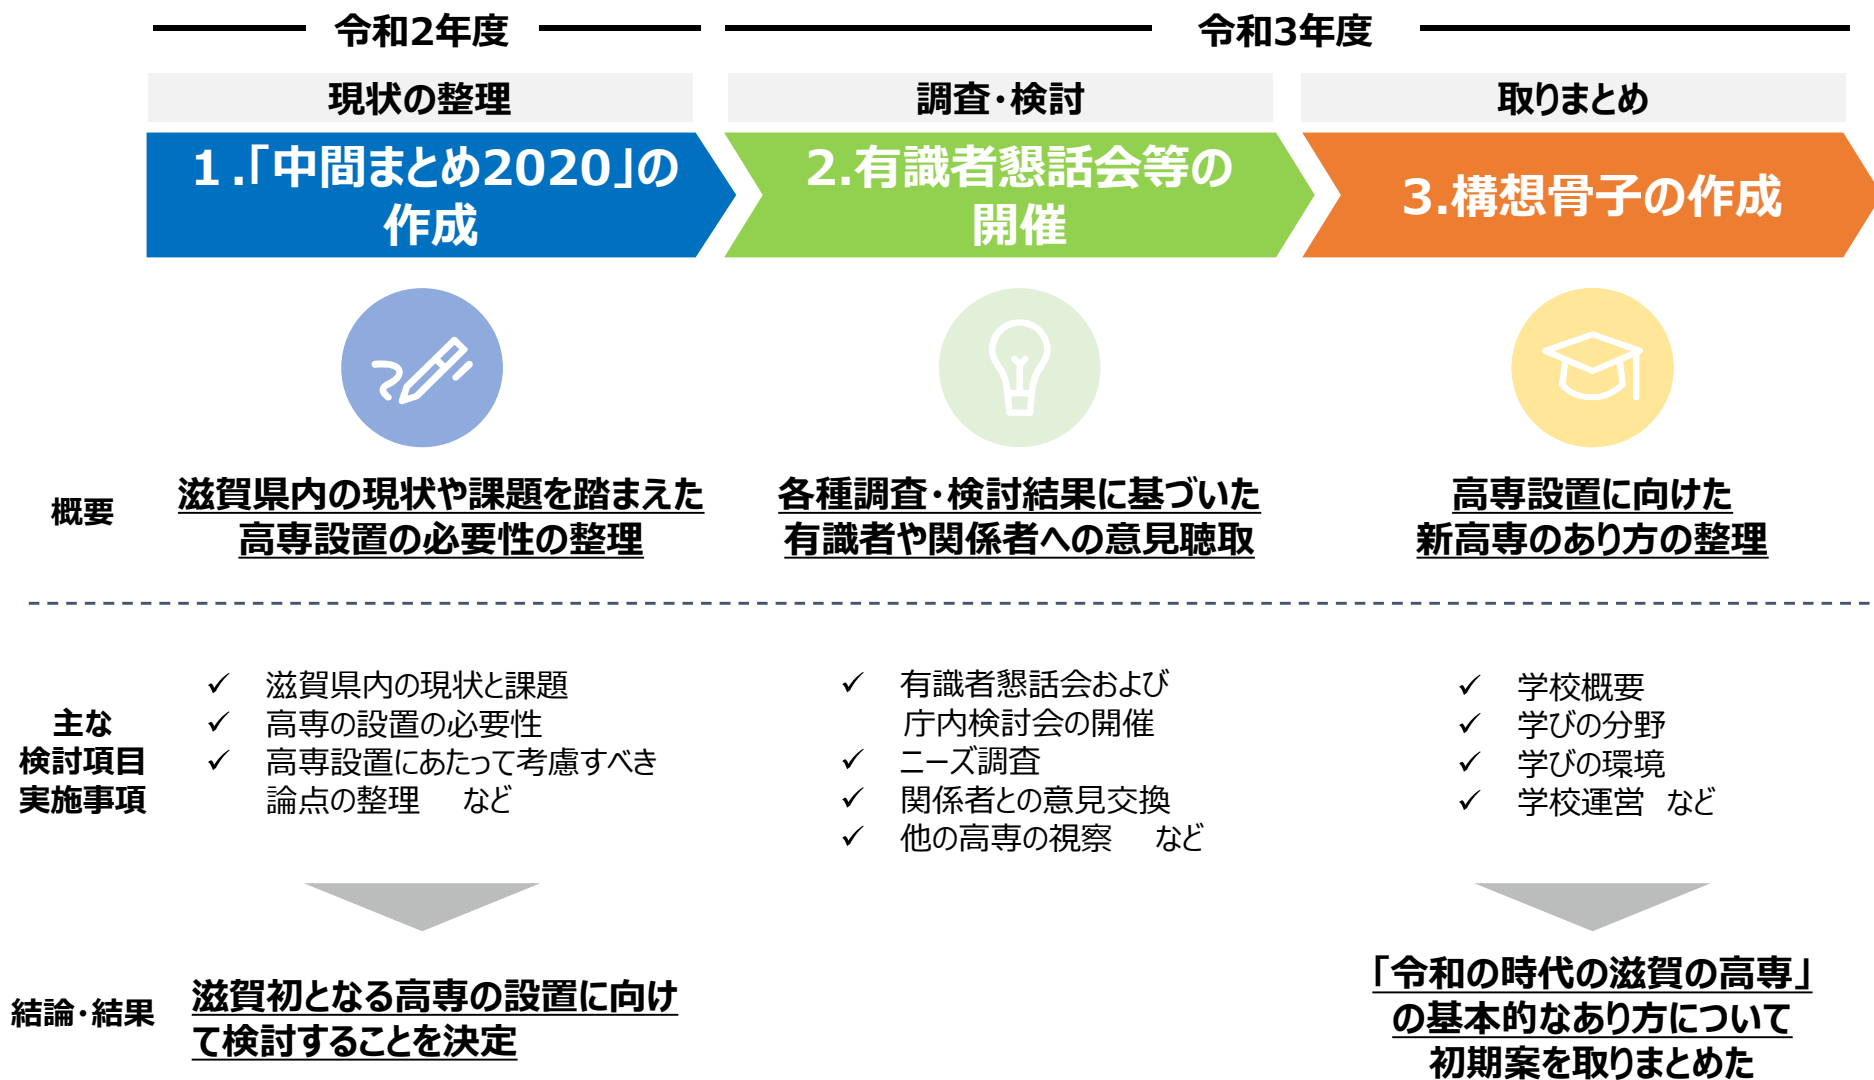 令和2年度
令和3年度
現状の整理
調査・検討
取りまとめ
1.「中間まとめ2020」の
作成
2.有識者懇話会等の
開催
3.構想骨子の作成
概要
滋賀県内の現状や課題を踏まえた
高専設置の必要性の整理
各種調査・検討結果に基づいた
有識者や関係者への意見聴取
高専設置に向けた
新高専のあり方の整理
主な
検討項目
実施事項
✓ 滋賀県内の現状と課題
✓ 高専の設置の必要性
✓ 高専設置にあたって考慮すべき
論点の整理 など
✓ 有識者懇話会および
庁内検討会の開催
✓ ニーズ調査
✓ 関係者との意見交換
✓ 他の高専の視察 など
✓ 学校概要
✓ 学びの分野
✓ 学びの環境
✓ 学校運営 など
結論・結果
滋賀初となる高専の設置に向け
て検討することを決定
「令和の時代の滋賀の高専」
の基本的なあり方について
初期案を取りまとめた